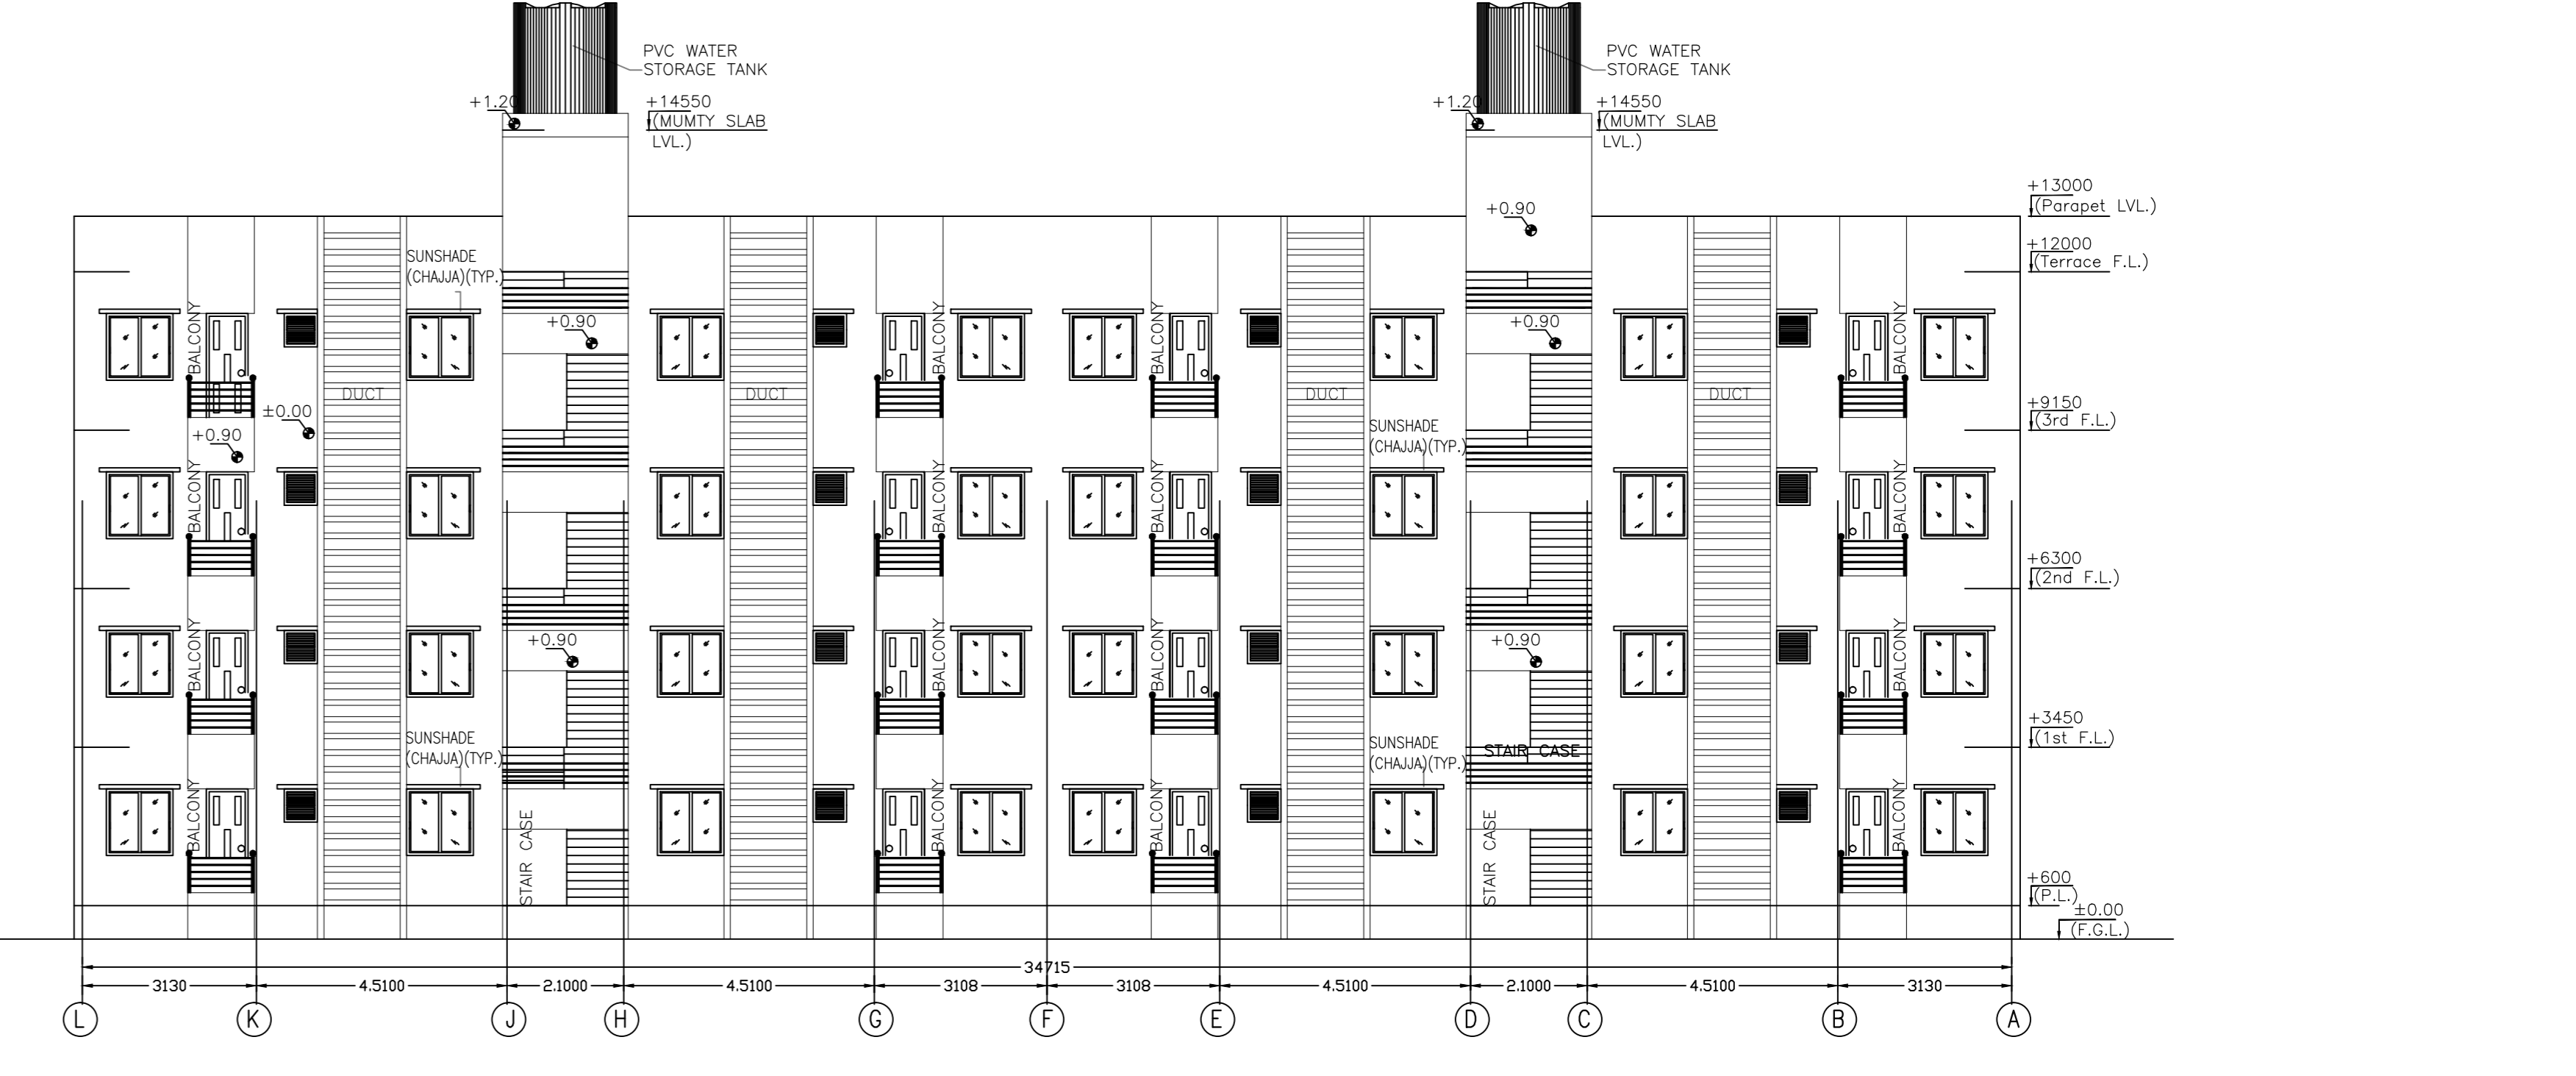 PVC WATER
STORAGE TANK
PVC WATER
STORAGE TANK
+1.20
+14550
(MUMTY SLAB
LVL.)
+1.20
+14550
(MUMTY SLAB
LVL.)
+13000
(Parapet LVL.)
+0.90
+12000
(Terrace F.L.)
SUNSHADE
(CHAJJA)(TYP.)
+0.90
+0.90
BALCONY
BALCONY
BALCONY
BALCONY
DUCT
DUCT
DUCT
DUCT
±0.00
+0.90
+9150
(3rd F.L.)
SUNSHADE
(CHAJJA)(TYP.)
BALCONY
BALCONY
BALCONY
BALCONY
+6300
(2nd F.L.)
+0.90
+0.90
BALCONY
BALCONY
BALCONY
BALCONY
+3450
(1st F.L.)
SUNSHADE
(CHAJJA)(TYP.)
SUNSHADE
(CHAJJA)(TYP.)
STAIR CASE
BALCONY
STAIR CASE
BALCONY
BALCONY
STAIR CASE
BALCONY
+600
(P.L.)
±0.00
(F.G.L.)
34715
3130 4.5100 2.1000 4.5100 3108 3108 4.5100 2.1000 4.5100 3130
L K J H G F E D C B A